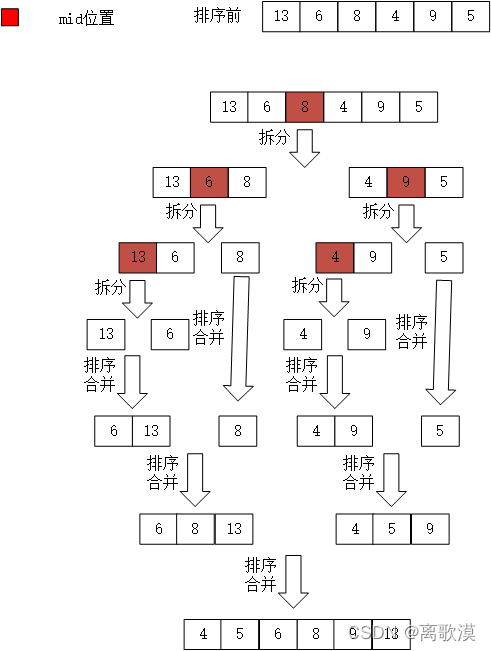 mid位置 排序前 13 6 8 4 9 5
13 6 8 4 9 5
拆分
13 6 8 4 9 5
拆分 拆分
13 6 8 4 9 5
拆分 拆分
13 6 排序 4 9 排序
合并 合并
排序 排序
合并 合并
6 13 8 4 9 5
排序 排序
合并 合并
6 8 13 4 5 9
排序
合并
4 5 6 8 9 13
CSDN @离歌漠